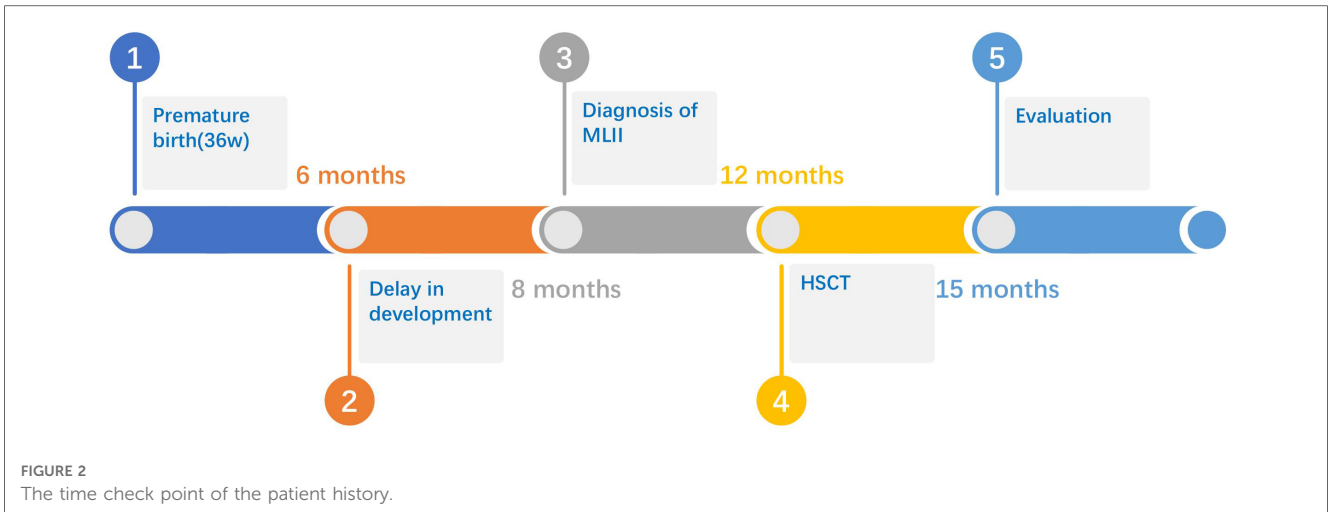 1
3
5
Premature
birth(36w)
Diagnosis of
MLII
Evaluation
6 months
12 months
Delay in
development
8 months
HSCT
15 months
2
4
FIGURE 2
The time check point of the patient history.